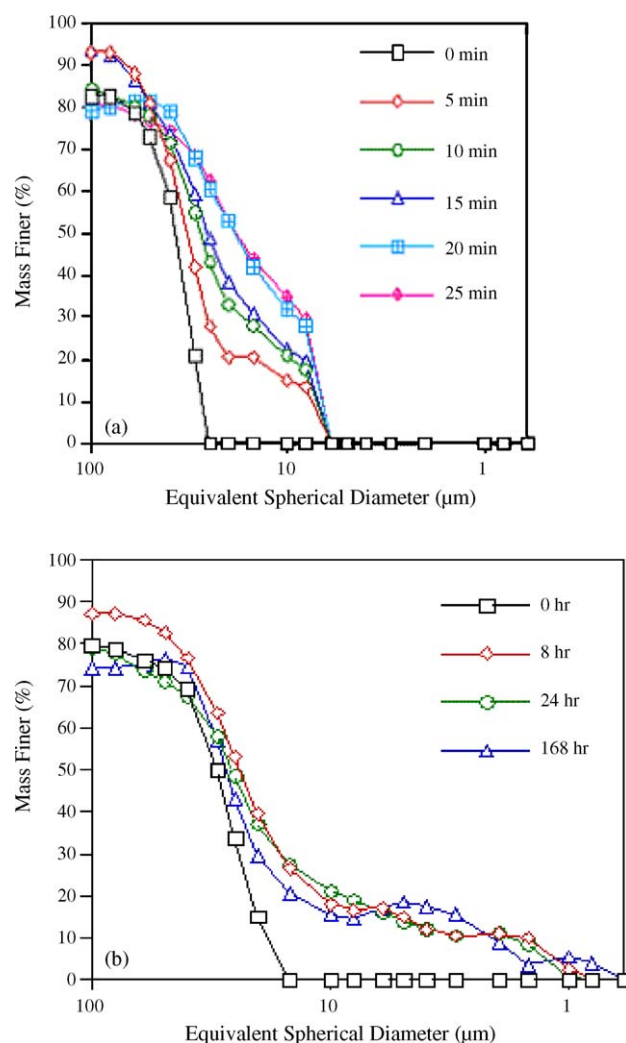 100
90
80
70
60
50
40
30
20
10
0
Mass Finer (%)
0 min
5 min
10 min
15 min
20 min
25 min
(a)
100
10
1
Equivalent Spherical Diameter (μm)
100
90
80
70
60
50
40
30
20
10
0
Mass Finer (%)
0 hr
8 hr
24 hr
168 hr
(b)
100
10
1
Equivalent Spherical Diameter (μm)